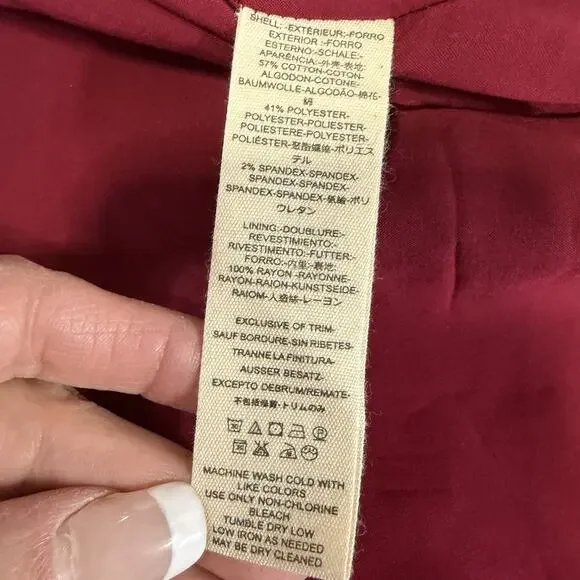 SHELL:-EXTÉRIEUR:-FORRO
EXTERIOR:-FORRO
ESTERNO:-SCHALE:-
APARÊNCIA:-外壳-表地:
57% COTTON-COTON-
ALGODON-COTONE-
BAUMWOLLE-ALGODÃO-棉花-
綿
41% POLYESTER-
POLYESTER-POLIESTER-
POLIESTERE-POLYESTER-
POLIÉSTER-聚脂纖維-ポリエス
テル
2% SPANDEX-SPANDEX-
SPANDEX-SPANDEX-
SPANDEX-SPANDEX-氨綸-ポリ
ウレタン
LINING:-DOUBLURE:-
REVESTIMIENTO:-
RIVESTIMENTO:-FUTTER:-
FORRO:-内里:-裏地:
100% RAYON-RAYONNE-
RAYON-RAION-KUNSTSEIDE-
RAIOM-人造絲-レーヨン
EXCLUSIVE OF TRIM-
SAUF BORDURE-SIN RIBETES-
TRANNE LA FINITURA-
AUSSER BESATZ-
EXCEPTO DEBRUM/REMATE-
不包括修賽-トリムのみ
MACHINE WASH COLD WITH
LIKE COLORS
USE ONLY NON-CHLORINE
BLEACH
TUMBLE DRY LOW
LOW IRON AS NEEDED
MAY BE DRY CLEANED